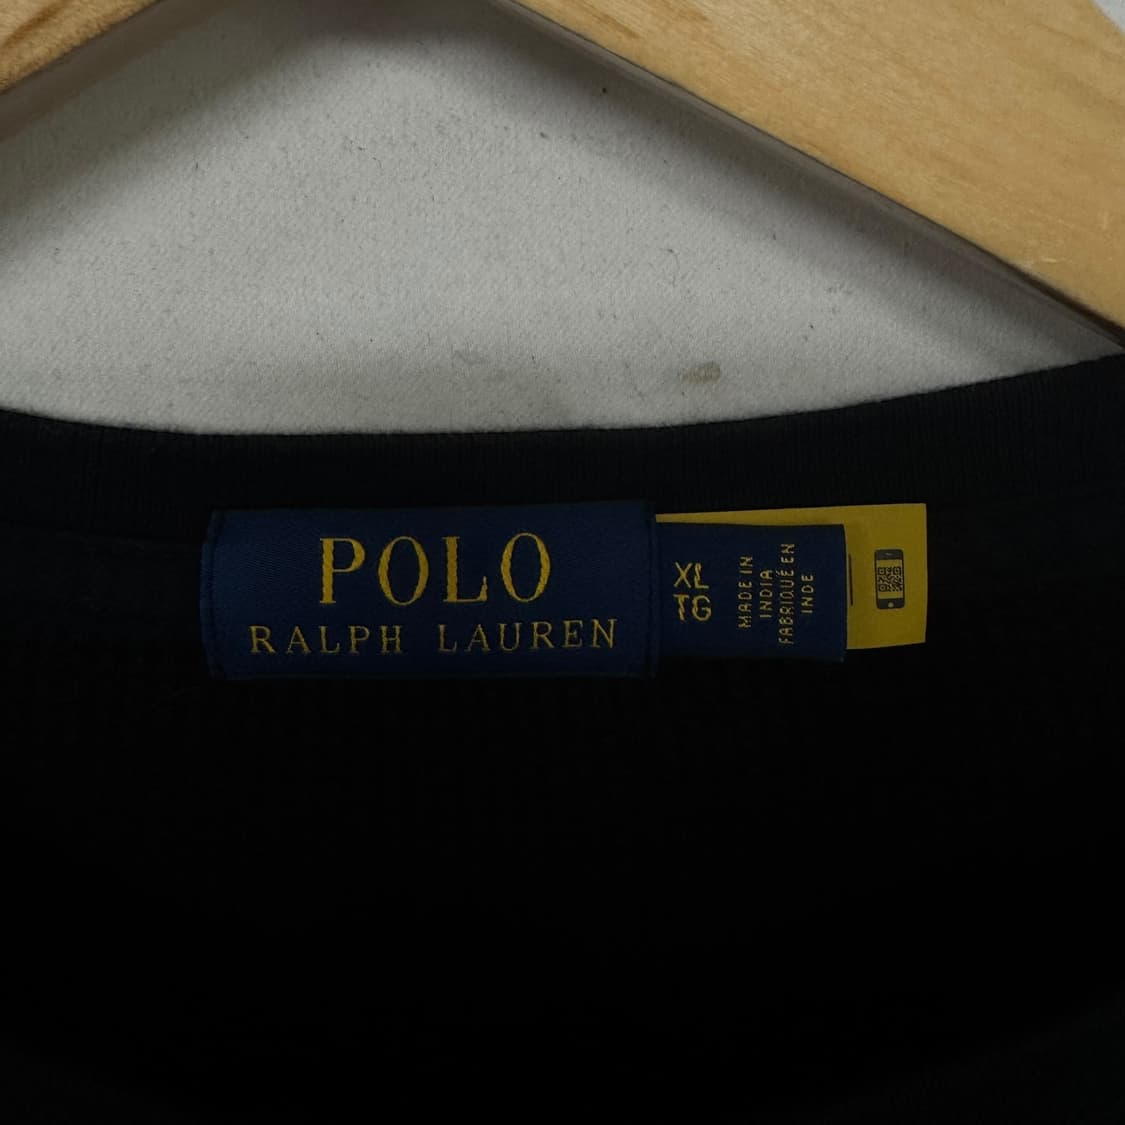 POLO
RALPH LAUREN
XL
TG
MADE IN
INDIA
FABRIQUÉ EN
INDE